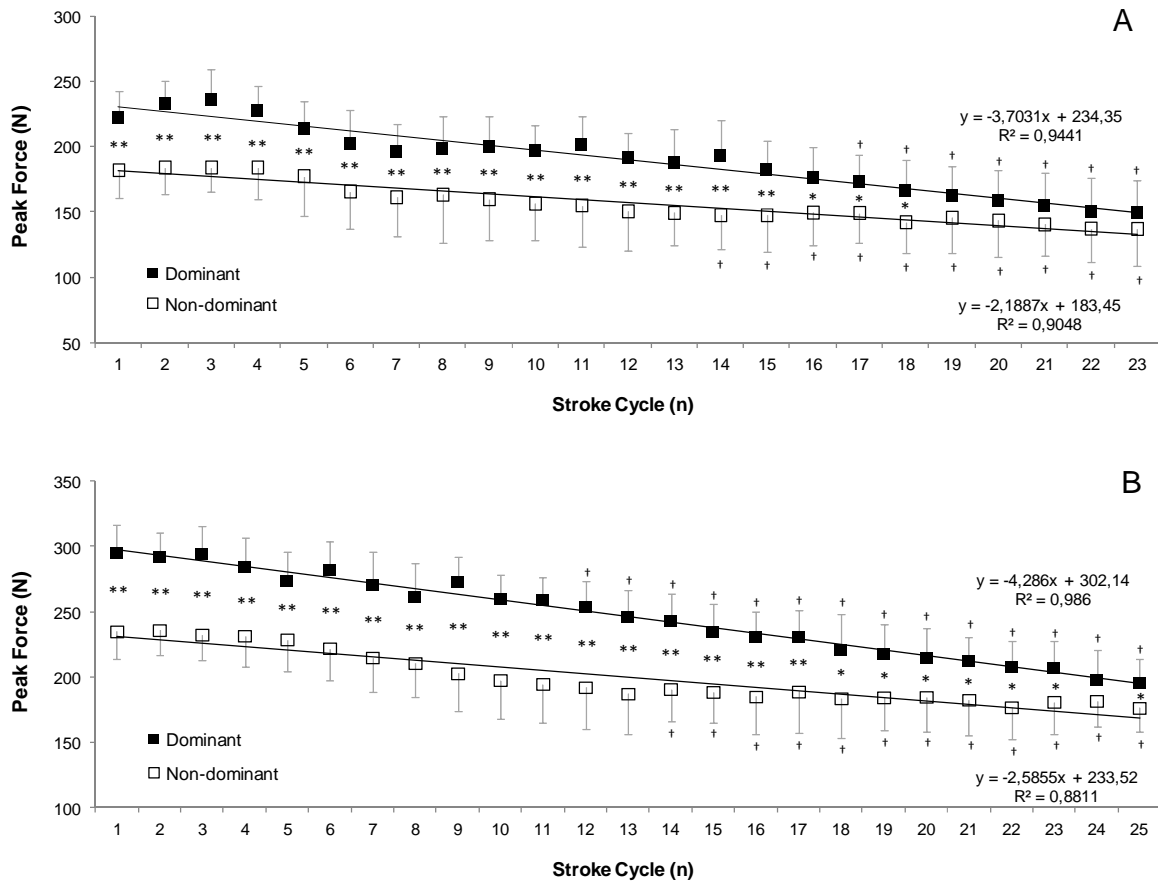 A
300
250
200
150
100
50
Peak Force (N)
y = -3,7031x + 234,35
R² = 0,9441
** ** ** ** ** ** ** ** ** ** ** ** ** ** ** * * *
† † † † † † †
† † † † † † † † † †
Dominant
Non-dominant
y = -2,1887x + 183,45
R² = 0,9048
1 2 3 4 5 6 7 8 9 10 11 12 13 14 15 16 17 18 19 20 21 22 23
Stroke Cycle (n)
B
350
300
250
200
150
100
Peak Force (N)
y = -4,286x + 302,14
R² = 0,986
† † † † † † † † † † † † † †
** ** ** ** ** ** ** ** ** ** ** ** ** ** ** ** ** * * * * * * *
† † † † † † † † † † † †
Dominant
Non-dominant
y = -2,5855x + 233,52
R² = 0,8811
1 2 3 4 5 6 7 8 9 10 11 12 13 14 15 16 17 18 19 20 21 22 23 24 25
Stroke Cycle (n)